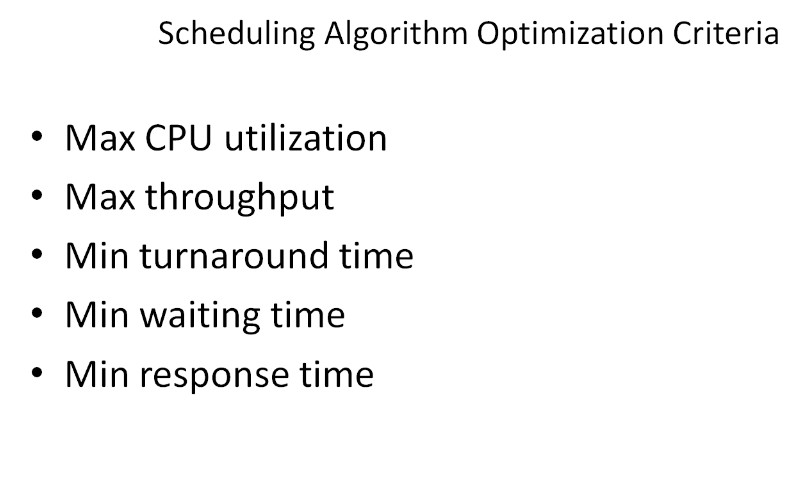 Scheduling Algorithm Optimization Criteria
• Max CPU utilization
• Max throughput
• Min turnaround time
• Min waiting time
• Min response time